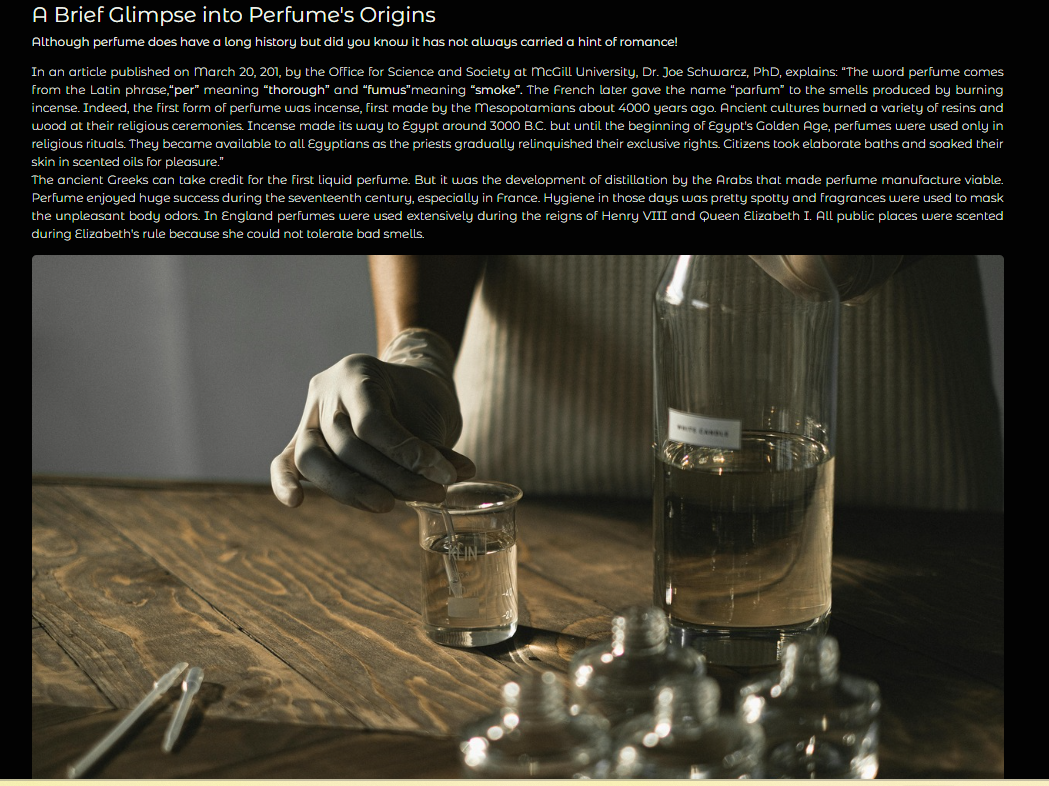 A Brief Glimpse into Perfume's Origins
Although perfume does have a long history but did you know it has not always carried a hint of romance!
In an article published on March 20, 201, by the Office for Science and Society at McGill University, Dr. Joe Schwarcz, PhD, explains: “The word perfume comes
from the Latin phrase,“per” meaning “thorough” and “fumus”meaning “smoke”. The French later gave the name “parfum” to the smells produced by burning
incense. Indeed, the first form of perfume was incense, first made by the Mesopotamians about 4000 years ago. Ancient cultures burned a variety of resins and
wood at their religious ceremonies. Incense made its way to Egypt around 3000 B.C. but until the beginning of Egypt's Golden Age, perfumes were used only in
religious rituals. They became available to all Egyptians as the priests gradually relinquished their exclusive rights. Citizens took elaborate baths and soaked their
skin in scented oils for pleasure.”
The ancient Greeks can take credit for the first liquid perfume. But it was the development of distillation by the Arabs that made perfume manufacture viable.
Perfume enjoyed huge success during the seventeenth century, especially in France. Hygiene in those days was pretty spotty and fragrances were used to mask
the unpleasant body odors. In England perfumes were used extensively during the reigns of Henry VIII and Queen Elizabeth I. All public places were scented
during Elizabeth's rule because she could not tolerate bad smells.
WHITE CANDLE
KLIN